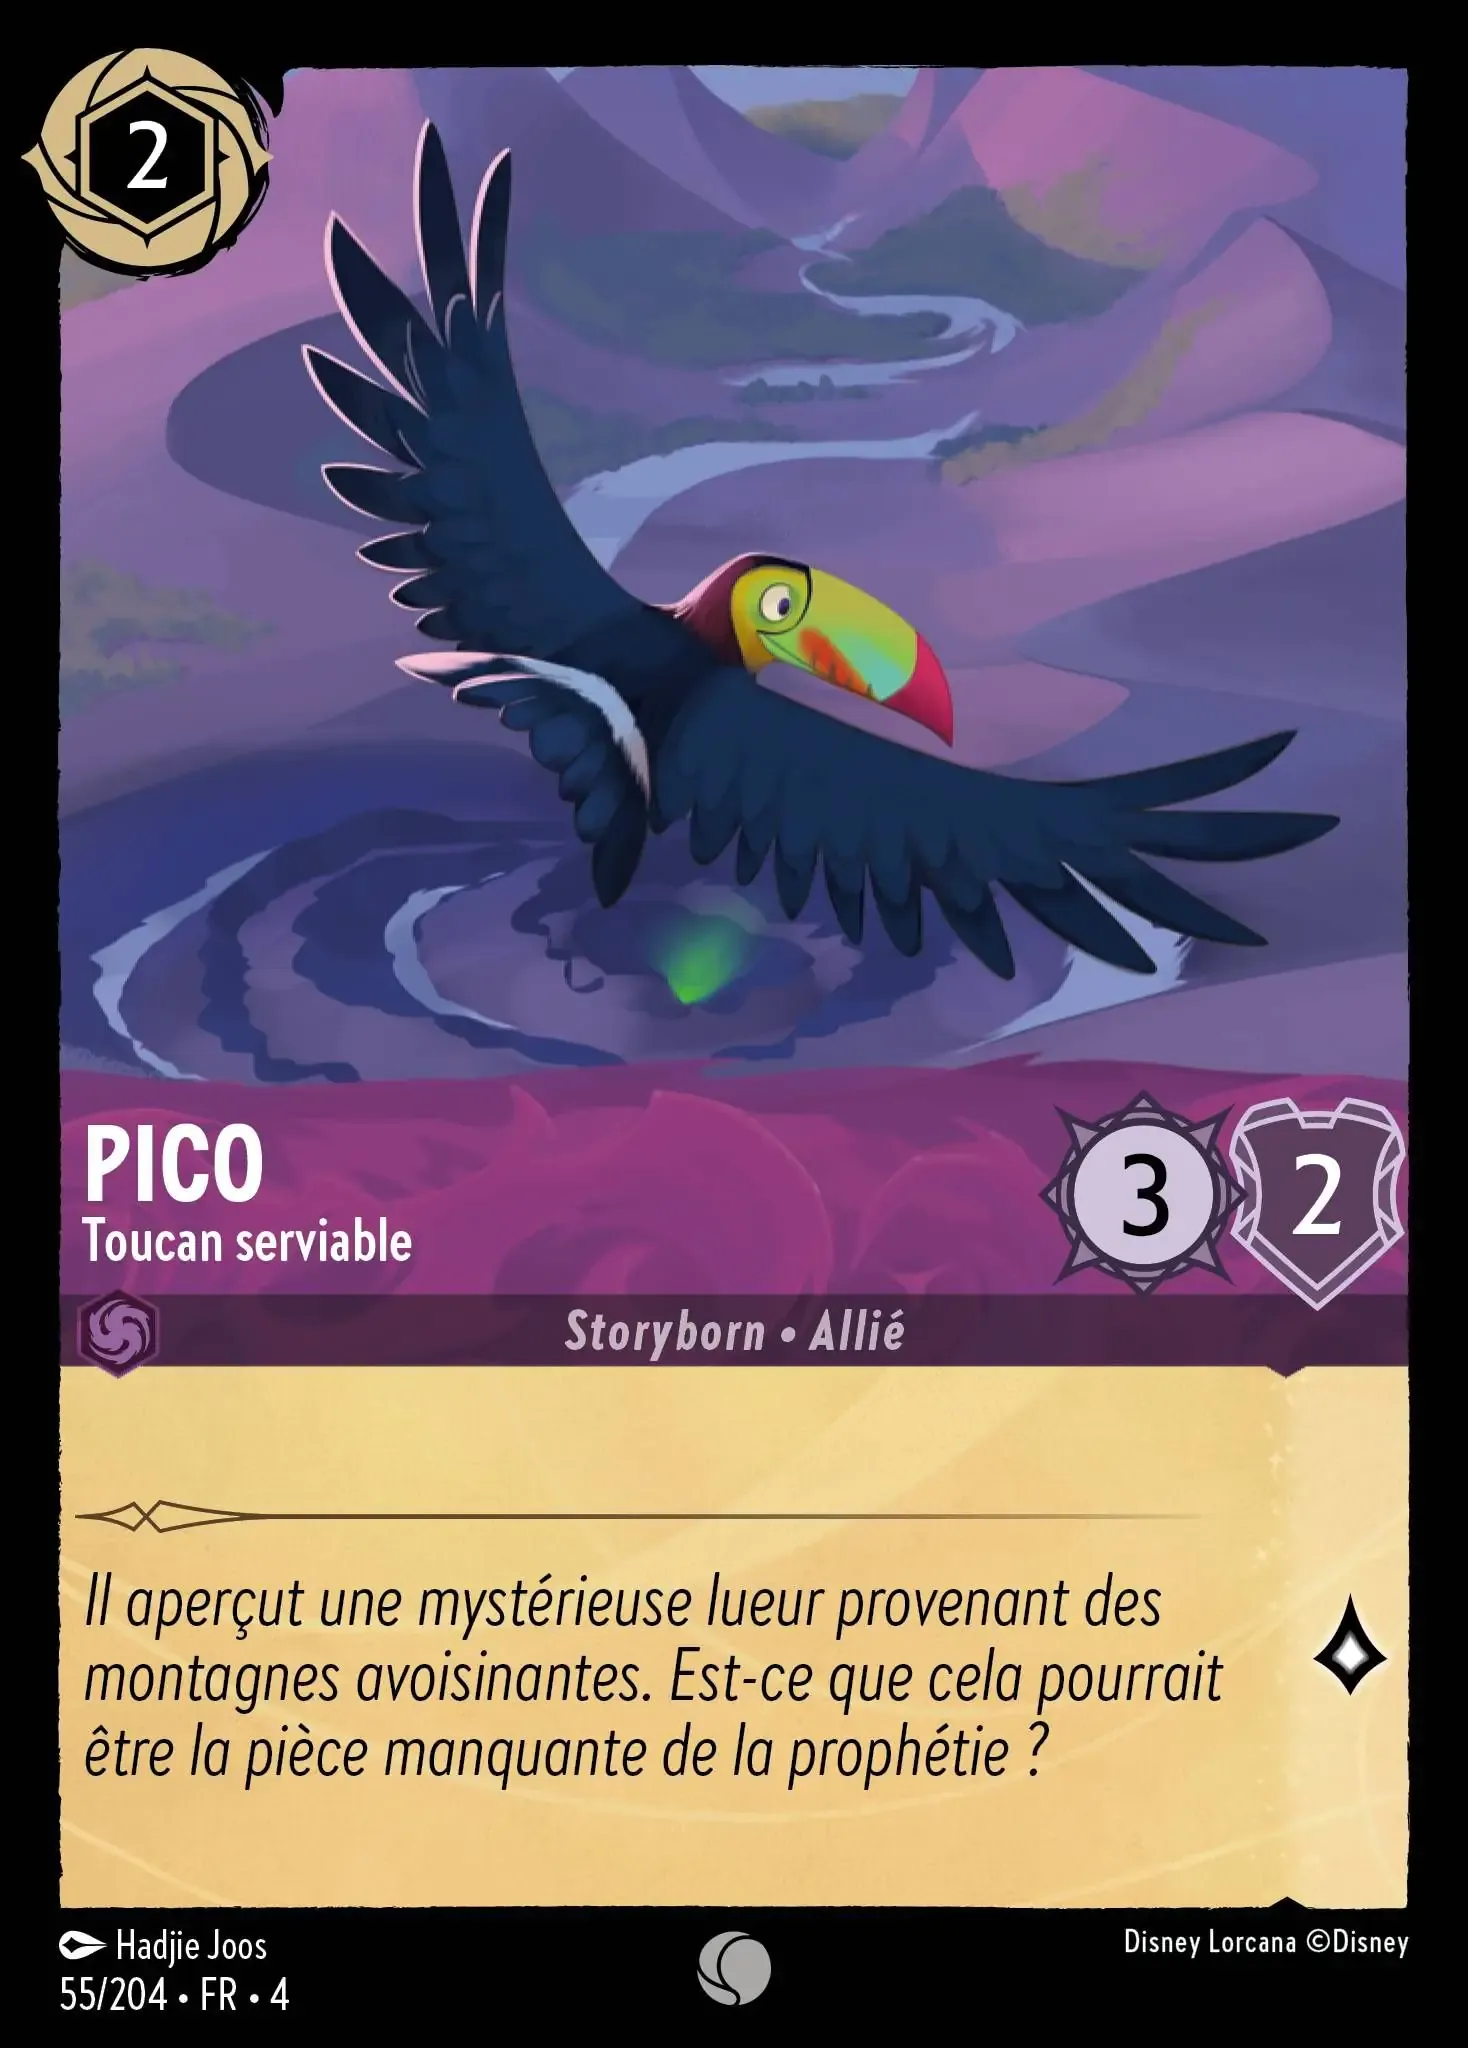 2
PICO
Toucan serviable
3
2
Storyborn • Allié
Il aperçut une mystérieuse lueur provenant des
montagnes avoisinantes. Est-ce que cela pourrait
être la pièce manquante de la prophétie ?
Hadjie Joos
Disney Lorcana ©Disney
55/204 • FR • 4